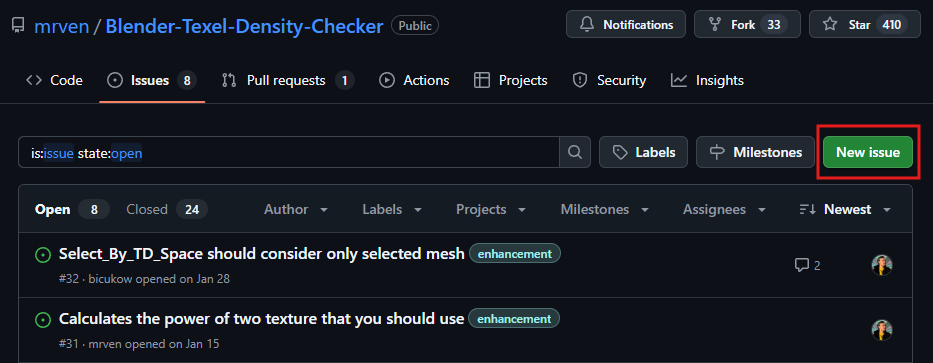 mrven / Blender-Texel-Density-Checker Public Notifications Fork 33 Star 410
Code Issues 8 Pull requests 1 Actions Projects Security Insights
is:issue state:open Labels Milestones New issue
Open 8 Closed 24 Author Labels Projects Milestones Assignees Newest
Select_By_TD_Space should consider only selected mesh enhancement
#32 · bicukow opened on Jan 28 2
Calculates the power of two texture that you should use enhancement
#31 · mrven opened on Jan 15